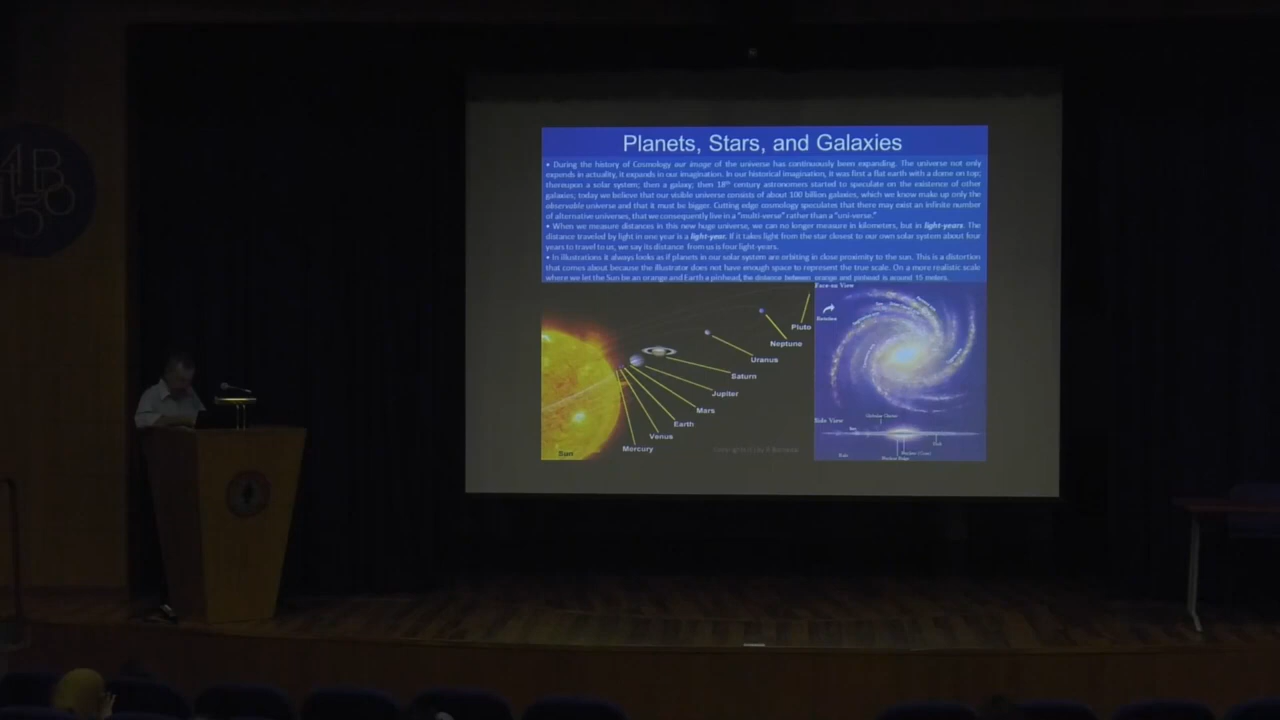 Planets, Stars, and Galaxies
• During the history of Cosmology our image of the universe has continuously been expanding. The universe not only
expends in actuality, it expands in our imagination. In our historical imagination, it was first a flat earth with a dome on top;
thereupon a solar system; then a galaxy; then 18th century astronomers started to speculate on the existence of other
galaxies; today we believe that our visible universe consists of about 100 billion galaxies, which we know make up only the
observable universe and that it must be bigger. Cutting edge cosmology speculates that there may exist an infinite number
of alternative universes, that we consequently live in a "multi-verse" rather than a "uni-verse."
• When we measure distances in this new huge universe, we can no longer measure in kilometers, but in light-years. The
distance traveled by light in one year is a light-year. If it takes light from the star closest to our own solar system about four
years to travel to us, we say its distance from us is four light-years.
• In illustrations it always looks as if planets in our solar system are orbiting in close proximity to the sun. This is a distortion
that comes about because the illustrator does not have enough space to represent the true scale. On a more realistic scale
where we let the Sun be an orange and Earth a pinhead, the distance between orange and pinhead is around 15 meters.
Face-on View
Rotation
Pluto
Neptune
Uranus
Saturn
Jupiter
Mars
Earth
Venus
Mercury
Sun
Globular Cluster
Side View
Sun
Disk
Nuclear Bulge